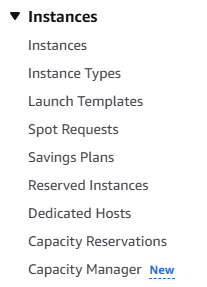 Instances
Instances
Instance Types
Launch Templates
Spot Requests
Savings Plans
Reserved Instances
Dedicated Hosts
Capacity Reservations
Capacity Manager New